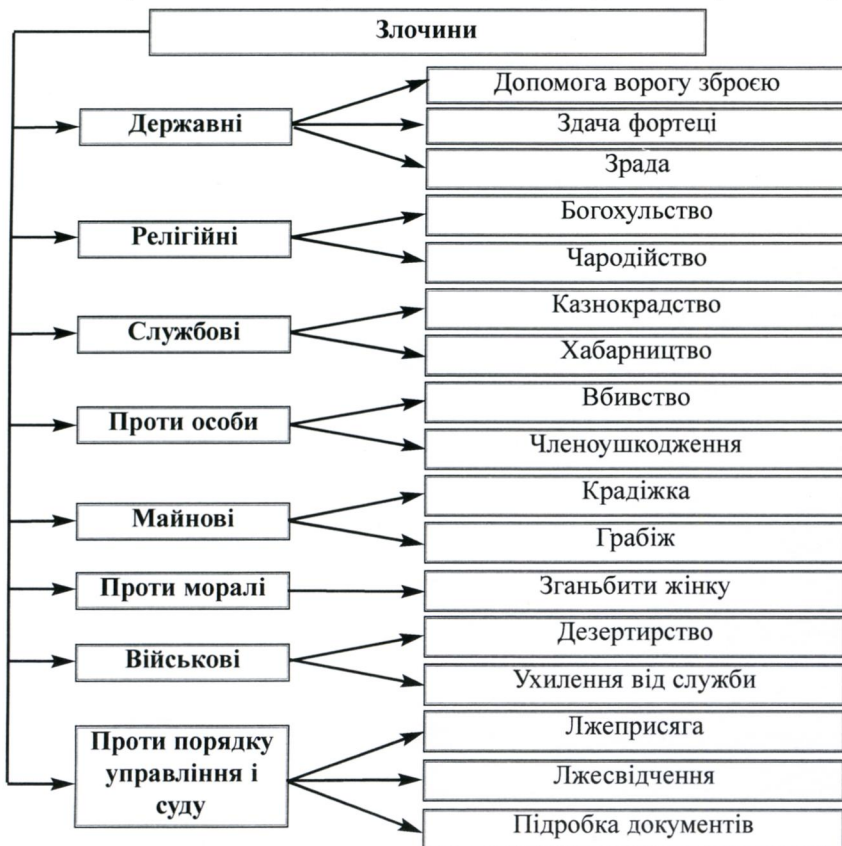 Злочини
Державні
Допомога ворогу зброєю
Здача фортеці
Зрада
Релігійні
Богохульство
Чародійство
Службові
Казнокрадство
Хабарництво
Проти особи
Вбивство
Членоушкодження
Майнові
Крадіжка
Грабіж
Проти моралі
Зганьбити жінку
Військові
Дезертирство
Ухилення від служби
Проти порядку
управління і
суду
Лжеприсяга
Лжесвідчення
Підробка документів